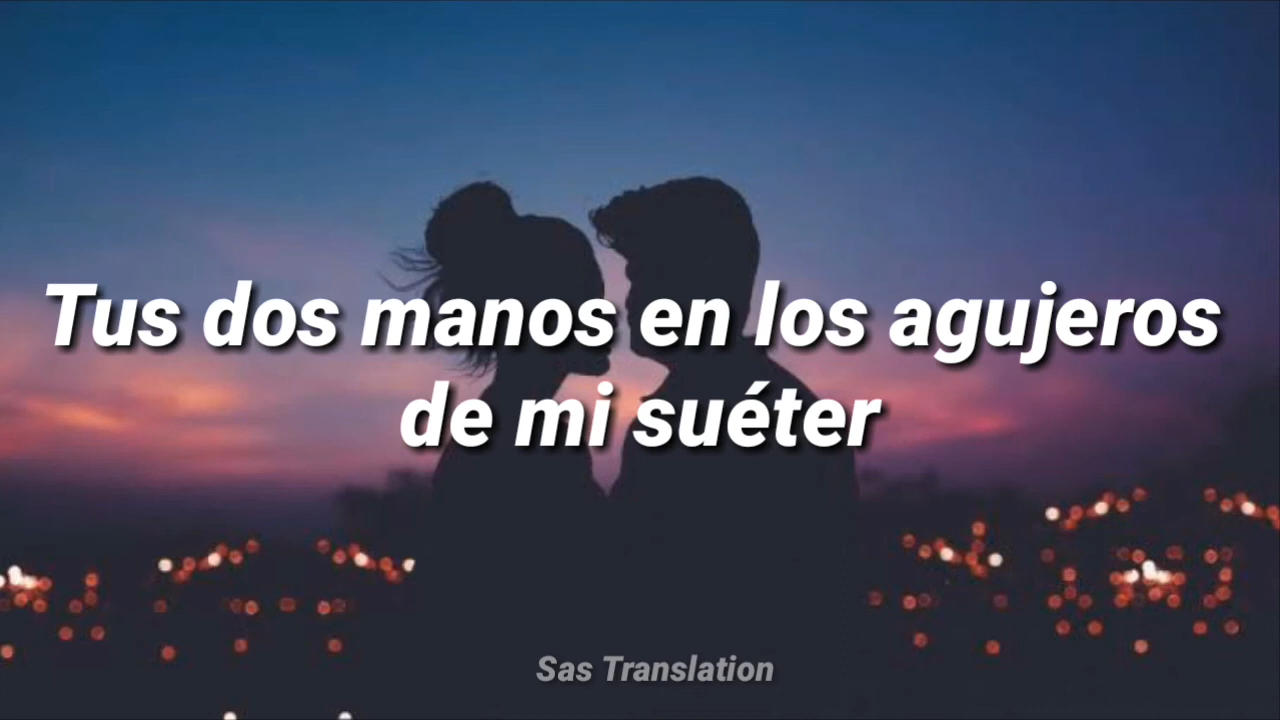 Tus dos manos en los agujeros
de mi suéter
Sas Translation